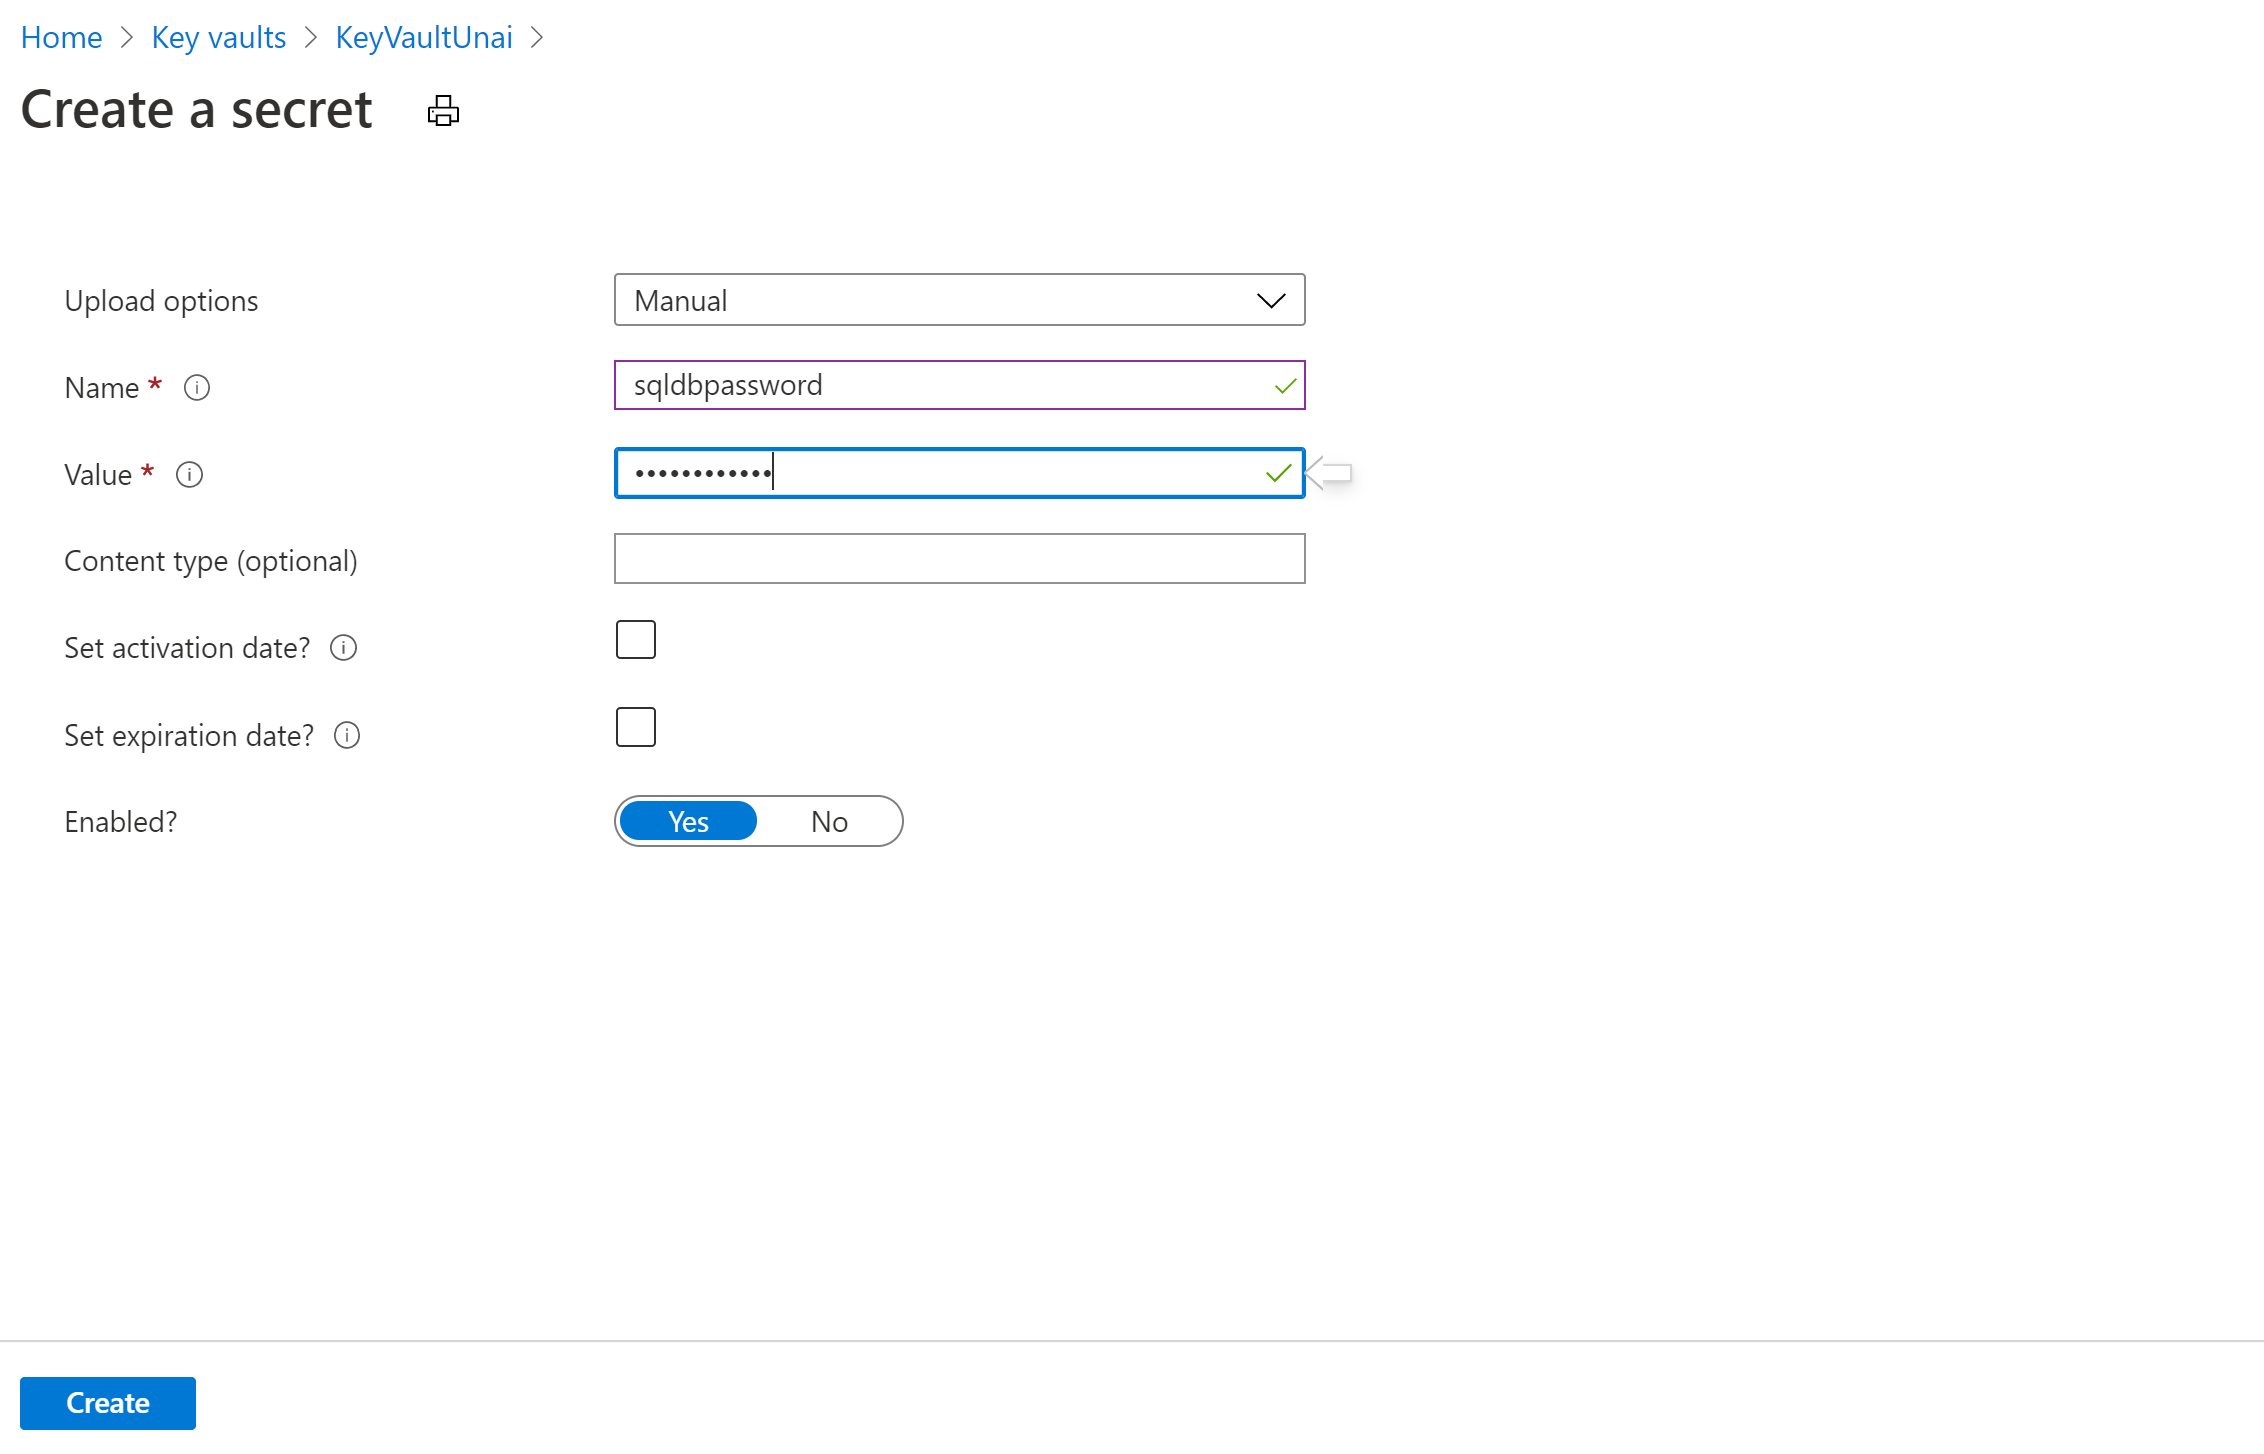 Home > Key vaults > KeyVaultUnai >
Create a secret
Upload options Manual
Name * sqldbpassword
Value * ••••••••••••
Content type (optional)
Set activation date?
Set expiration date?
Enabled? Yes No
Create